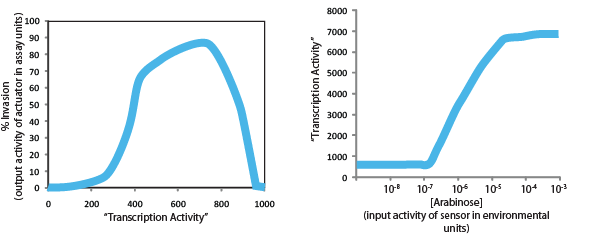 % Invasion
(output activity of actuator in assay units)
100
90
80
70
60
50
40
30
20
10
0
0 200 400 600 800 1000
“Transcription Activity”
“Transcription Activity”
8000
7000
6000
5000
4000
3000
2000
1000
0
10-8 10-7 10-6 10-5 10-4 10-3
[Arabinose]
(input activity of sensor in environmental
units)